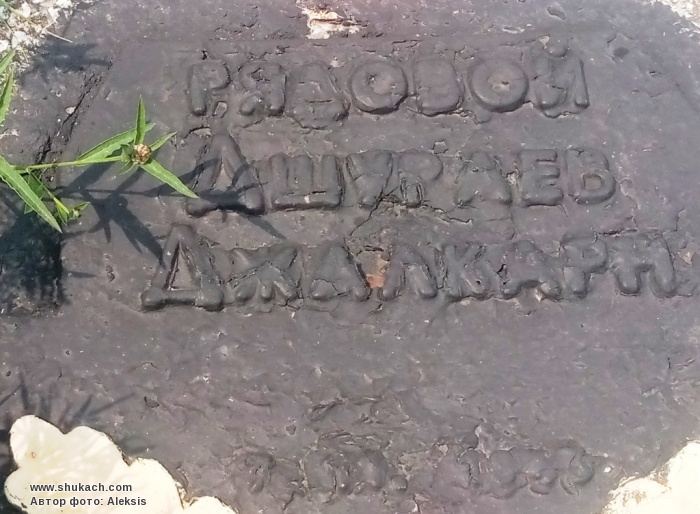 РЯДОВОЙ
АШУРАЕВ
ДЖАЛКАРИ
www.shukach.com
Автор фото: Aleksis